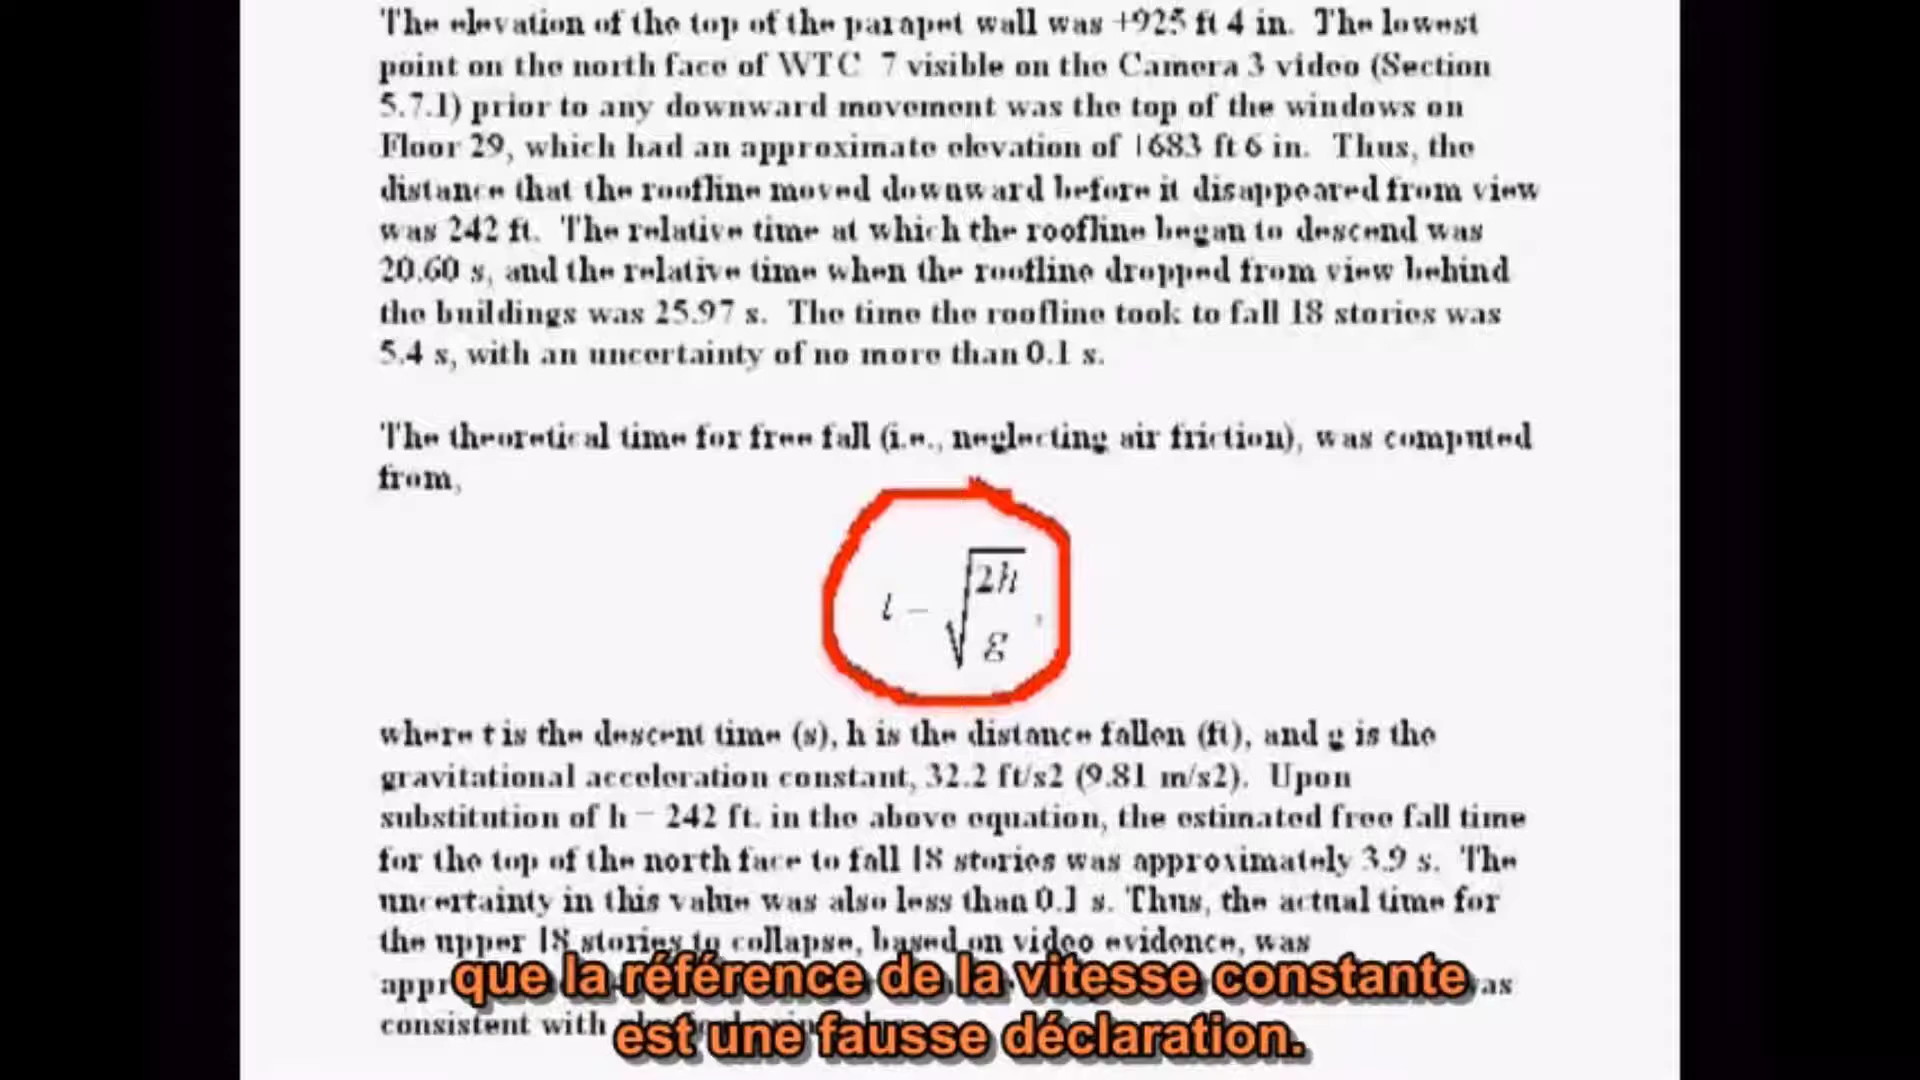 The elevation of the top of the parapet wall was +925 ft 4 in. The lowest
point on the north face of WTC 7 visible on the Camera 3 video (Section
5.7.1) prior to any downward movement was the top of the windows on
Floor 29, which had an approximate elevation of 1683 ft 6 in. Thus, the
distance that the roofline moved downward before it disappeared from view
was 242 ft. The relative time at which the roofline began to descend was
20.60 s, and the relative time when the roofline dropped from view behind
the buildings was 25.97 s. The time the roofline took to fall 18 stories was
5.4 s, with an uncertainty of no more than 0.1 s.
The theoretical time for free fall (i.e., neglecting air friction), was computed
from,
t = √2h/g,
where t is the descent time (s), h is the distance fallen (ft), and g is the
gravitational acceleration constant, 32.2 ft/s2 (9.81 m/s2). Upon
substitution of h = 242 ft. in the above equation, the estimated free fall time
for the top of the north face to fall 18 stories was approximately 3.9 s. The
uncertainty in this value was also less than 0.1 s. Thus, the actual time for
the upper 18 stories to collapse, based on video evidence, was
consistent with
que la référence de la vitesse constante
est une fausse déclaration.